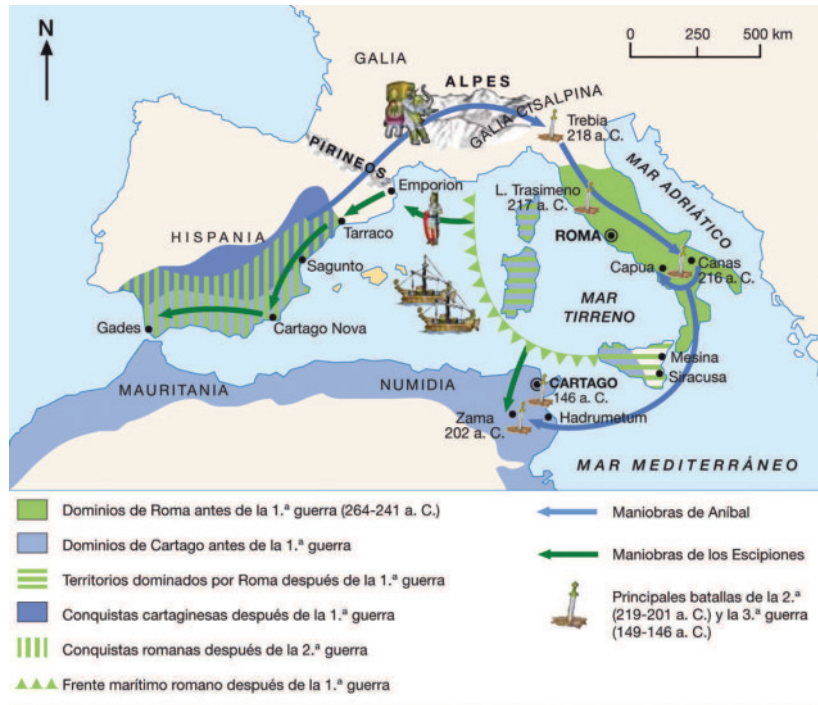 N
0 250 500 km
GALIA
ALPES
GALIA CISALPINA
Trebia
218 a. C.
PIRINEOS
Emporion
L. Trasimeno
217 a. C.
MAR ADRIÁTICO
HISPANIA
Tarraco
ROMA
Sagunto
Capua
Canas
216 a. C.
MAR
TIRRENO
Gades
Cartago Nova
Mesina
Siracusa
MAURITANIA
NUMIDIA
CARTAGO
146 a. C.
Zama
202 a. C.
Hadrumetum
MAR MEDITERRÁNEO
Dominios de Roma antes de la 1.ª guerra (264-241 a. C.)
Dominios de Cartago antes de la 1.ª guerra
Territorios dominados por Roma después de la 1.ª guerra
Conquistas cartaginesas después de la 1.ª guerra
Conquistas romanas después de la 2.ª guerra
Frente marítimo romano después de la 1.ª guerra
Maniobras de Aníbal
Maniobras de los Escipiones
Principales batallas de la 2.ª
(219-201 a. C.) y la 3.ª guerra
(149-146 a. C.)